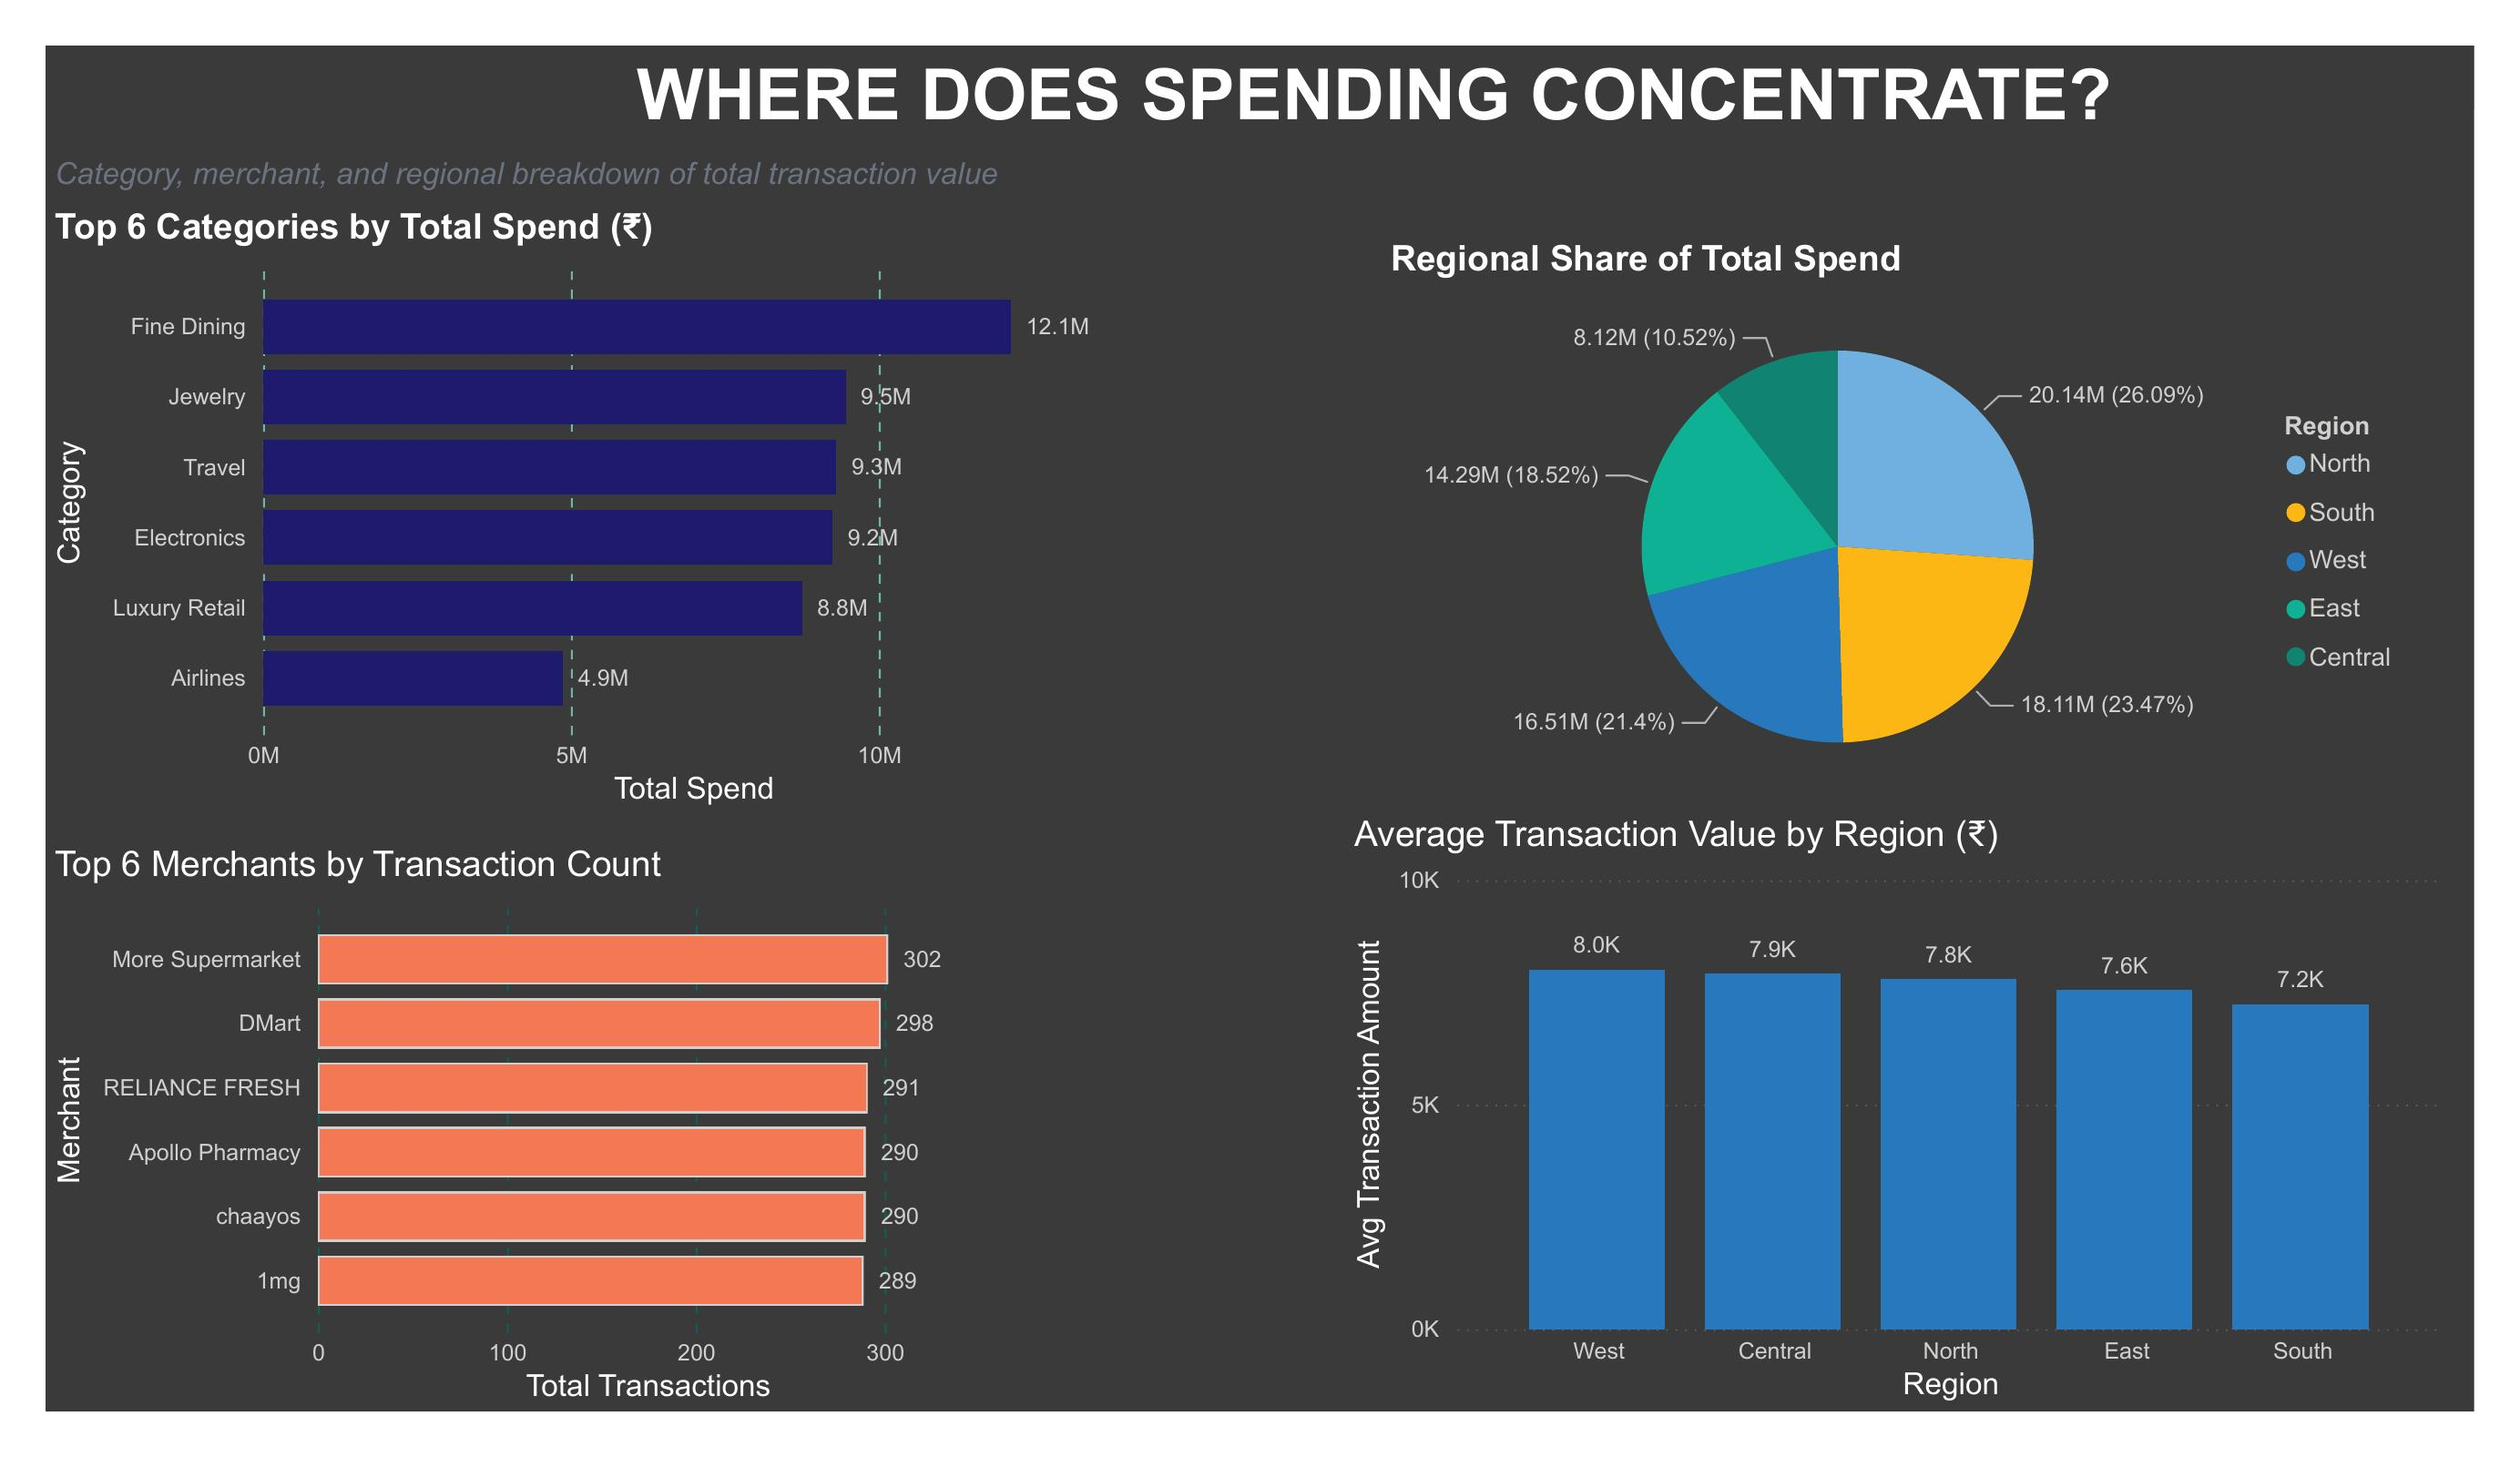 WHERE DOES SPENDING CONCENTRATE?
Category, merchant, and regional breakdown of total transaction value
Top 6 Categories by Total Spend (₹)
Category
Fine Dining 12.1M
Jewelry 9.5M
Travel 9.3M
Electronics 9.2M
Luxury Retail 8.8M
Airlines 4.9M
0M 5M 10M
Total Spend
Regional Share of Total Spend
8.12M (10.52%)
20.14M (26.09%)
14.29M (18.52%)
16.51M (21.4%)
18.11M (23.47%)
Region
North
South
West
East
Central
Top 6 Merchants by Transaction Count
Merchant
More Supermarket 302
DMart 298
RELIANCE FRESH 291
Apollo Pharmacy 290
chaayos 290
1mg 289
0 100 200 300
Total Transactions
Average Transaction Value by Region (₹)
Avg Transaction Amount
10K
5K
0K
8.0K 7.9K 7.8K 7.6K 7.2K
West Central North East South
Region